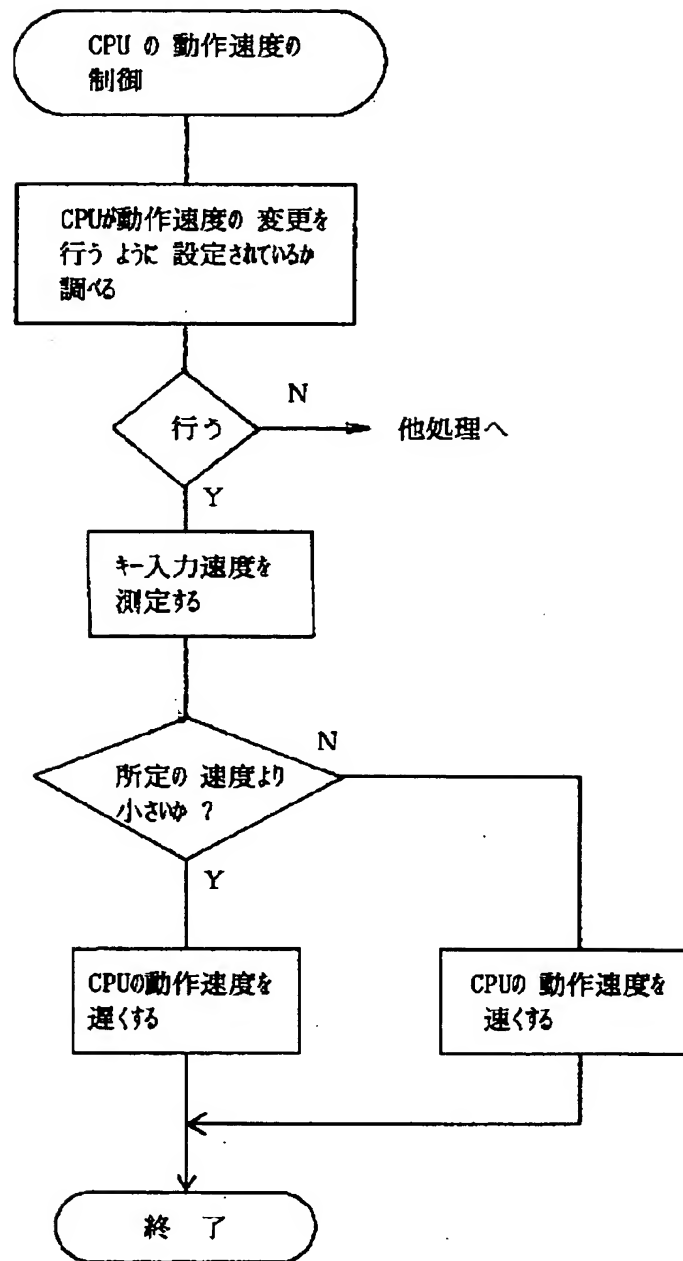 CPU の 動作速度の
制御
CPUが動作速度の 変更を
行う ように 設定されているか
調べる
行う
N
他処理へ
Y
キー入力速度を
測定する
所定の 速度より
小さいか ?
N
Y
CPUの動作速度を
遅くする
CPUの 動作速度を
速くする
終 了